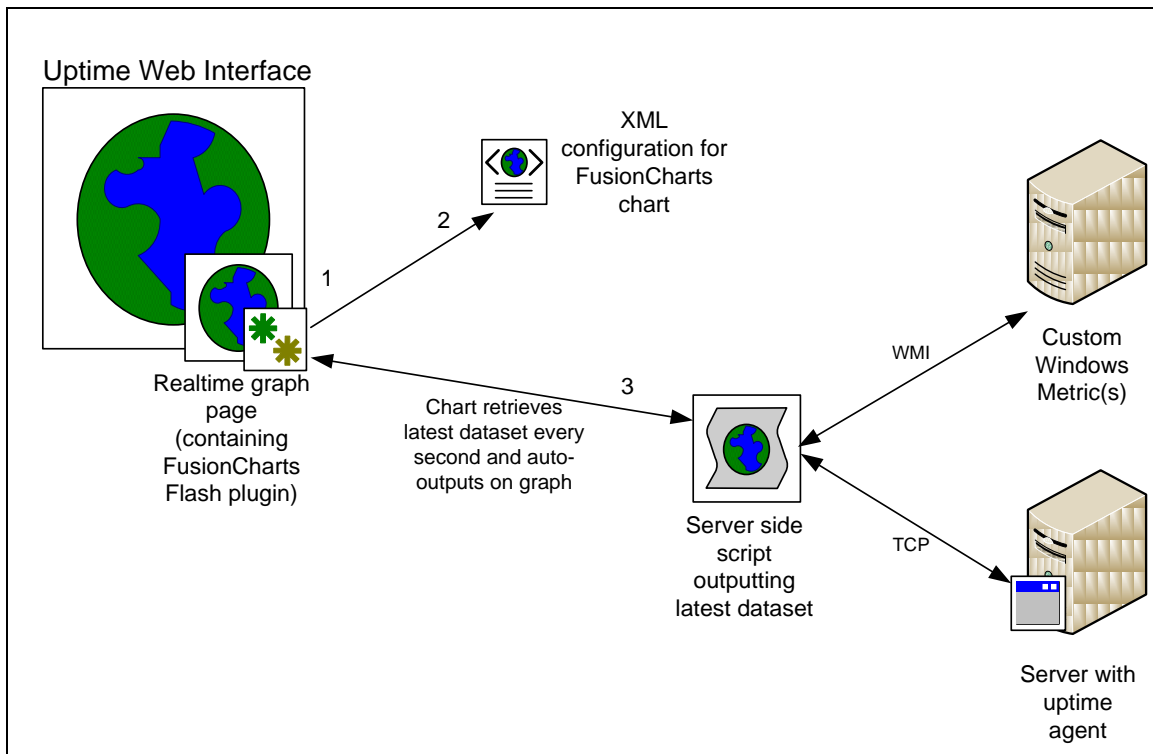 Uptime Web Interface
XML
configuration for
FusionCharts
chart
2
1
Realtime graph
page
(containing
FusionCharts
Flash plugin)
3
Chart retrieves
latest dataset every
second and auto-
outputs on graph
WMI
Custom
Windows
Metric(s)
Server side
script
outputting
latest dataset
TCP
Server with
uptime
agent